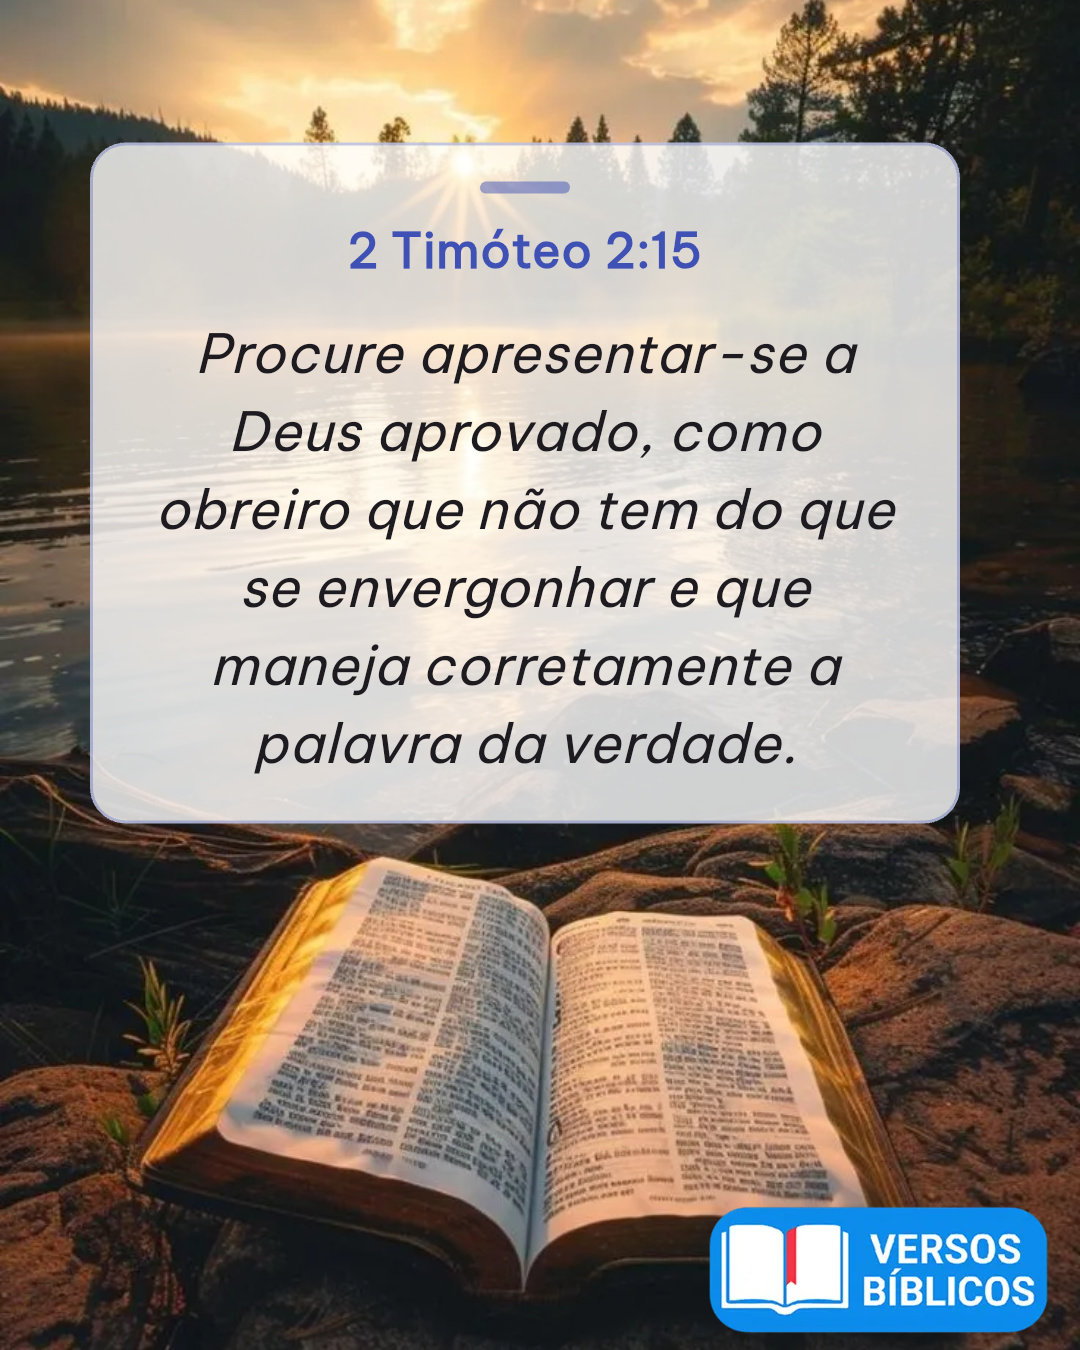 2 Timóteo 2:15
Procure apresentar-se a
Deus aprovado, como
obreiro que não tem do que
se envergonhar e que
maneja corretamente a
palavra da verdade.
VERSOS
BÍBLICOS